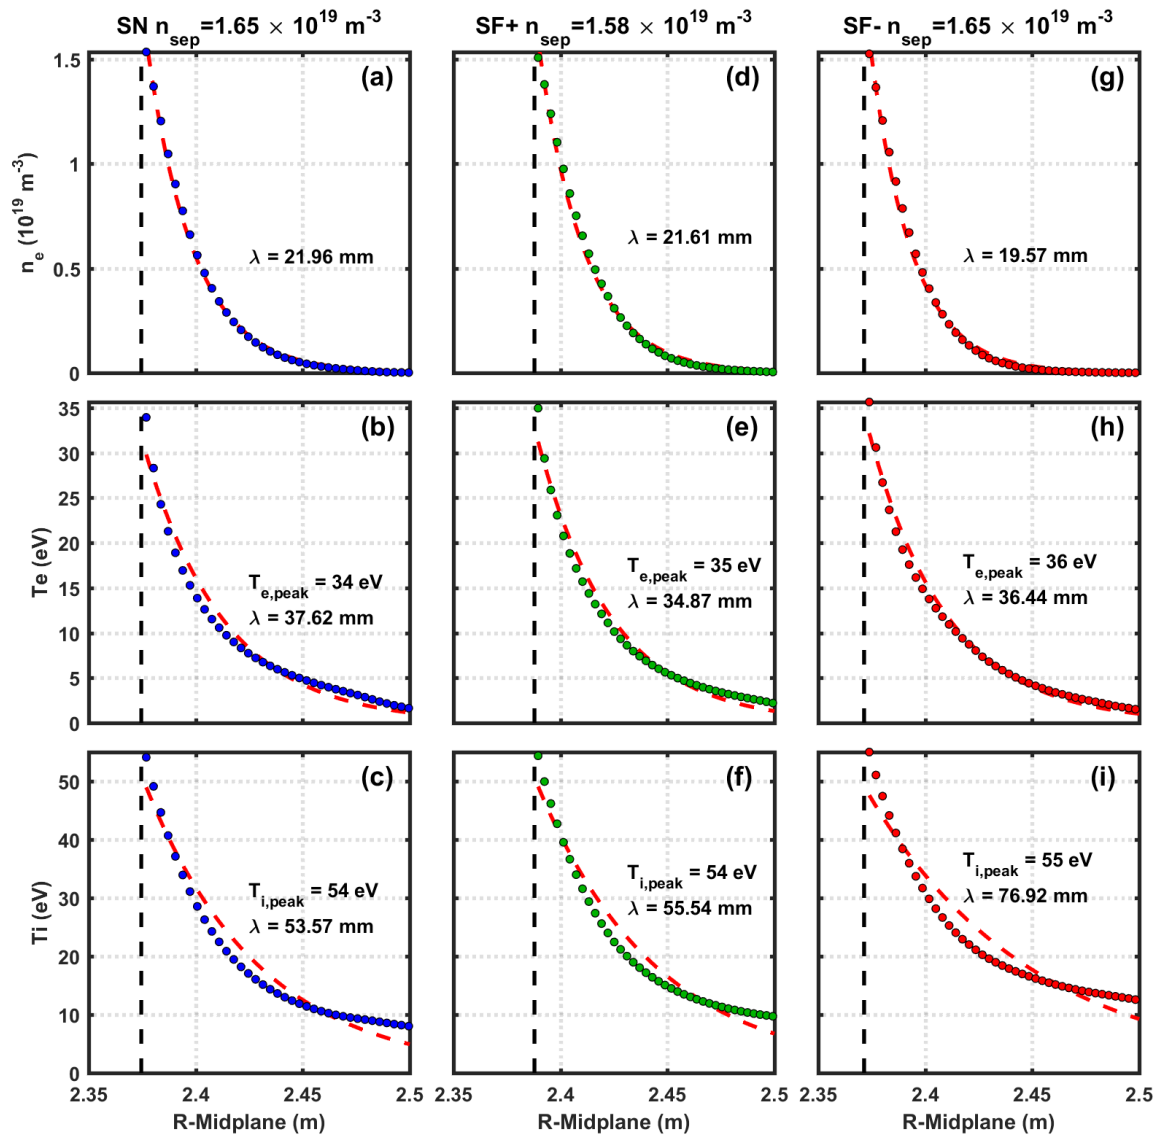 SN n_sep=1.65 × 10^19 m^-3
SF+ n_sep=1.58 × 10^19 m^-3
SF- n_sep=1.65 × 10^19 m^-3
1.5
1
0.5
0
n_e (10^19 m^-3)
(a)
λ = 21.96 mm
(d)
λ = 21.61 mm
(g)
λ = 19.57 mm
35
30
25
20
15
10
5
0
Te (eV)
(b)
T_e,peak = 34 eV
λ = 37.62 mm
(e)
T_e,peak = 35 eV
λ = 34.87 mm
(h)
T_e,peak = 36 eV
λ = 36.44 mm
50
40
30
20
10
0
Ti (eV)
(c)
T_i,peak = 54 eV
λ = 53.57 mm
(f)
T_i,peak = 54 eV
λ = 55.54 mm
(i)
T_i,peak = 55 eV
λ = 76.92 mm
2.35 2.4 2.45 2.5
2.35 2.4 2.45 2.5
2.35 2.4 2.45 2.5
R-Midplane (m)
R-Midplane (m)
R-Midplane (m)